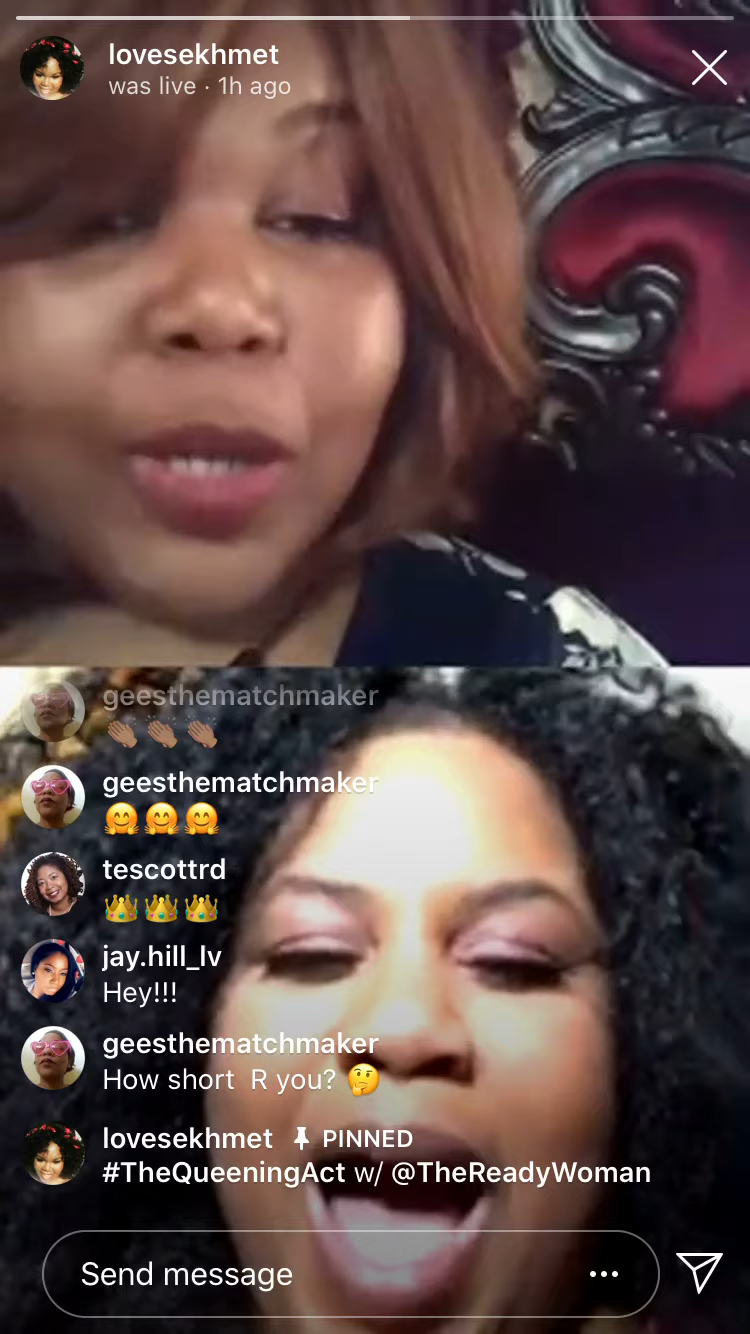 lovesekhmet
was live · 1h ago
geesthematchmaker
👏🏽👏🏽👏🏽
geesthematchmaker
🤗🤗🤗
tescottrd
👑👑👑
jay.hill_lv
Hey!!!
geesthematchmaker
How short  R you? 🤔
lovesekhmet 📌 PINNED
#TheQueeningAct w/ @TheReadyWoman
Send message